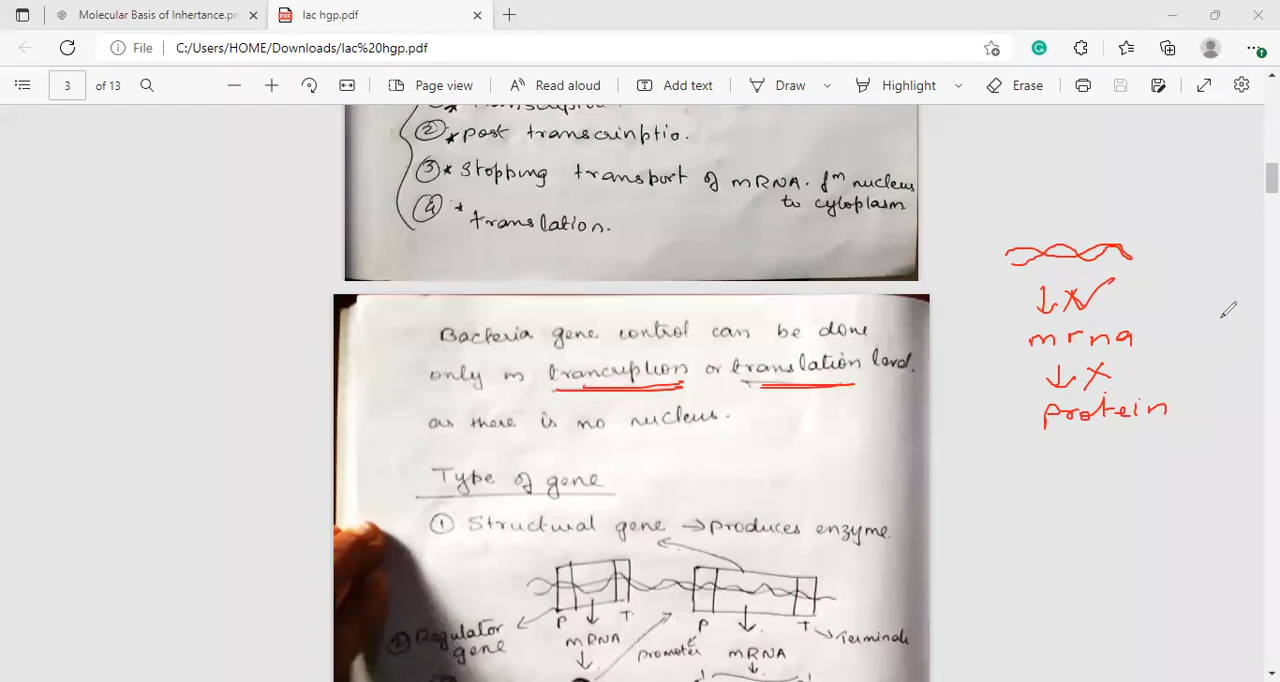 Molecular Basis of Inhertance.pn
lac hgp.pdf
File
C:/Users/HOME/Downloads/lac%20hgp.pdf
3 of 13
Page view
Read aloud
Add text
Draw
Highlight
Erase
② * post transcrinptio.
③ * Stopping transport of mRNA. fm nucleus
to cytoplasm
④ * translation.
Bacteria gene control can be done
only in trancription or translation level.
as there is no nucleus.
Type of gene
① Structural gene → produces enzyme.
P T P T
Regulator
gene
mRNA
promoter
mRNA
Terminals
mrna
protein